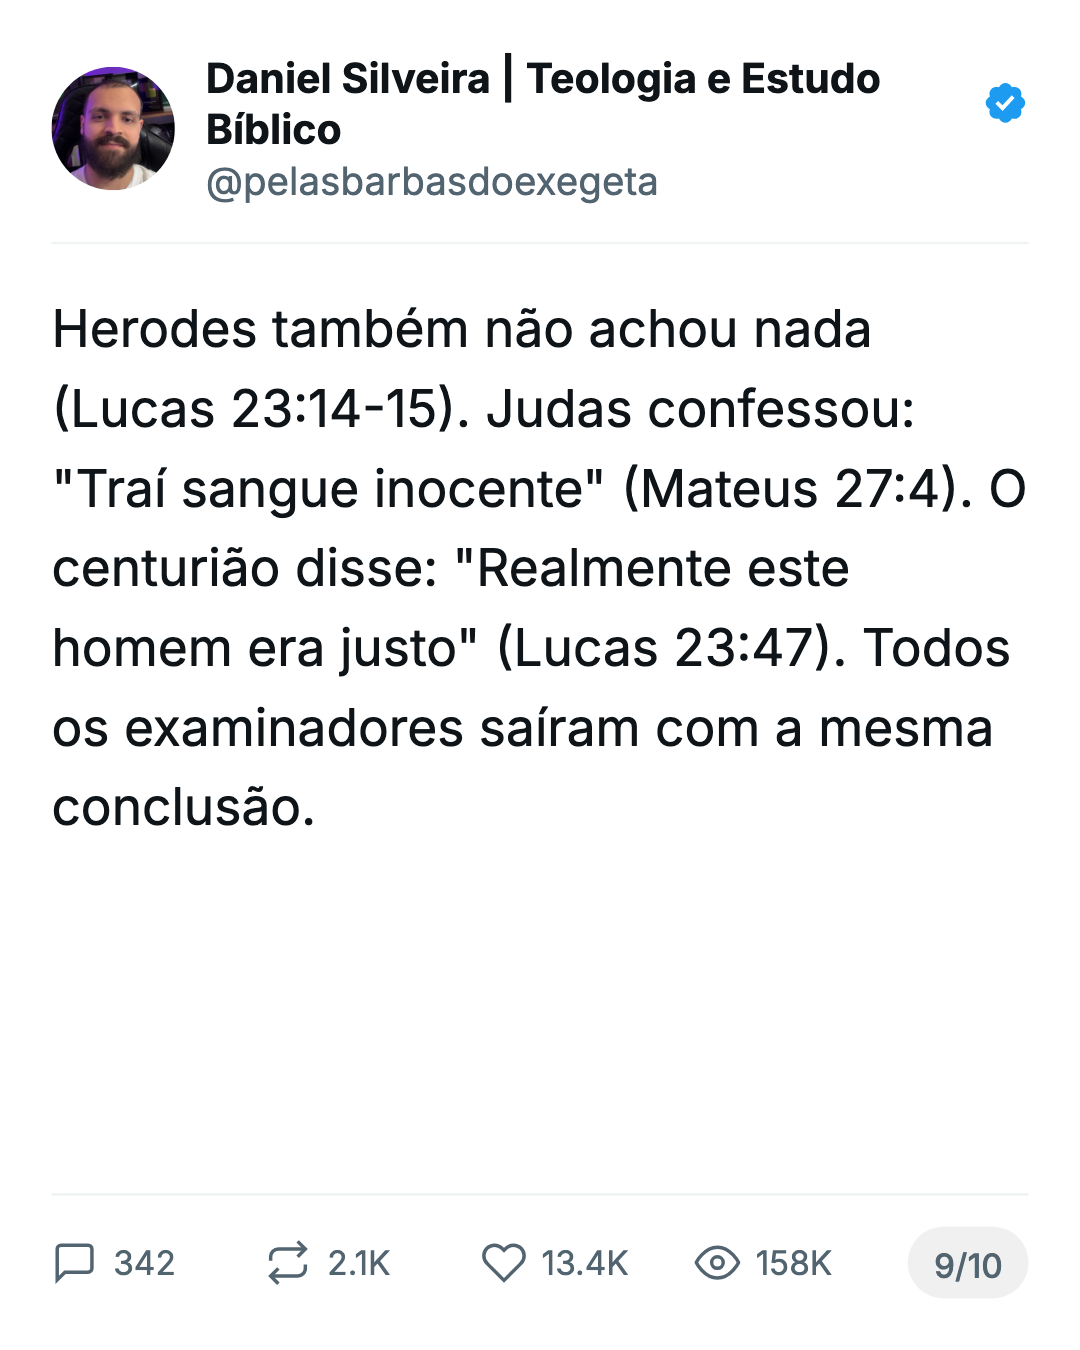 Daniel Silveira | Teologia e Estudo
Bíblico
@pelasbarbasdoexegeta
Herodes também não achou nada
(Lucas 23:14-15). Judas confessou:
"Traí sangue inocente" (Mateus 27:4). O
centurião disse: "Realmente este
homem era justo" (Lucas 23:47). Todos
os examinadores saíram com a mesma
conclusão.
342 2.1K 13.4K 158K 9/10